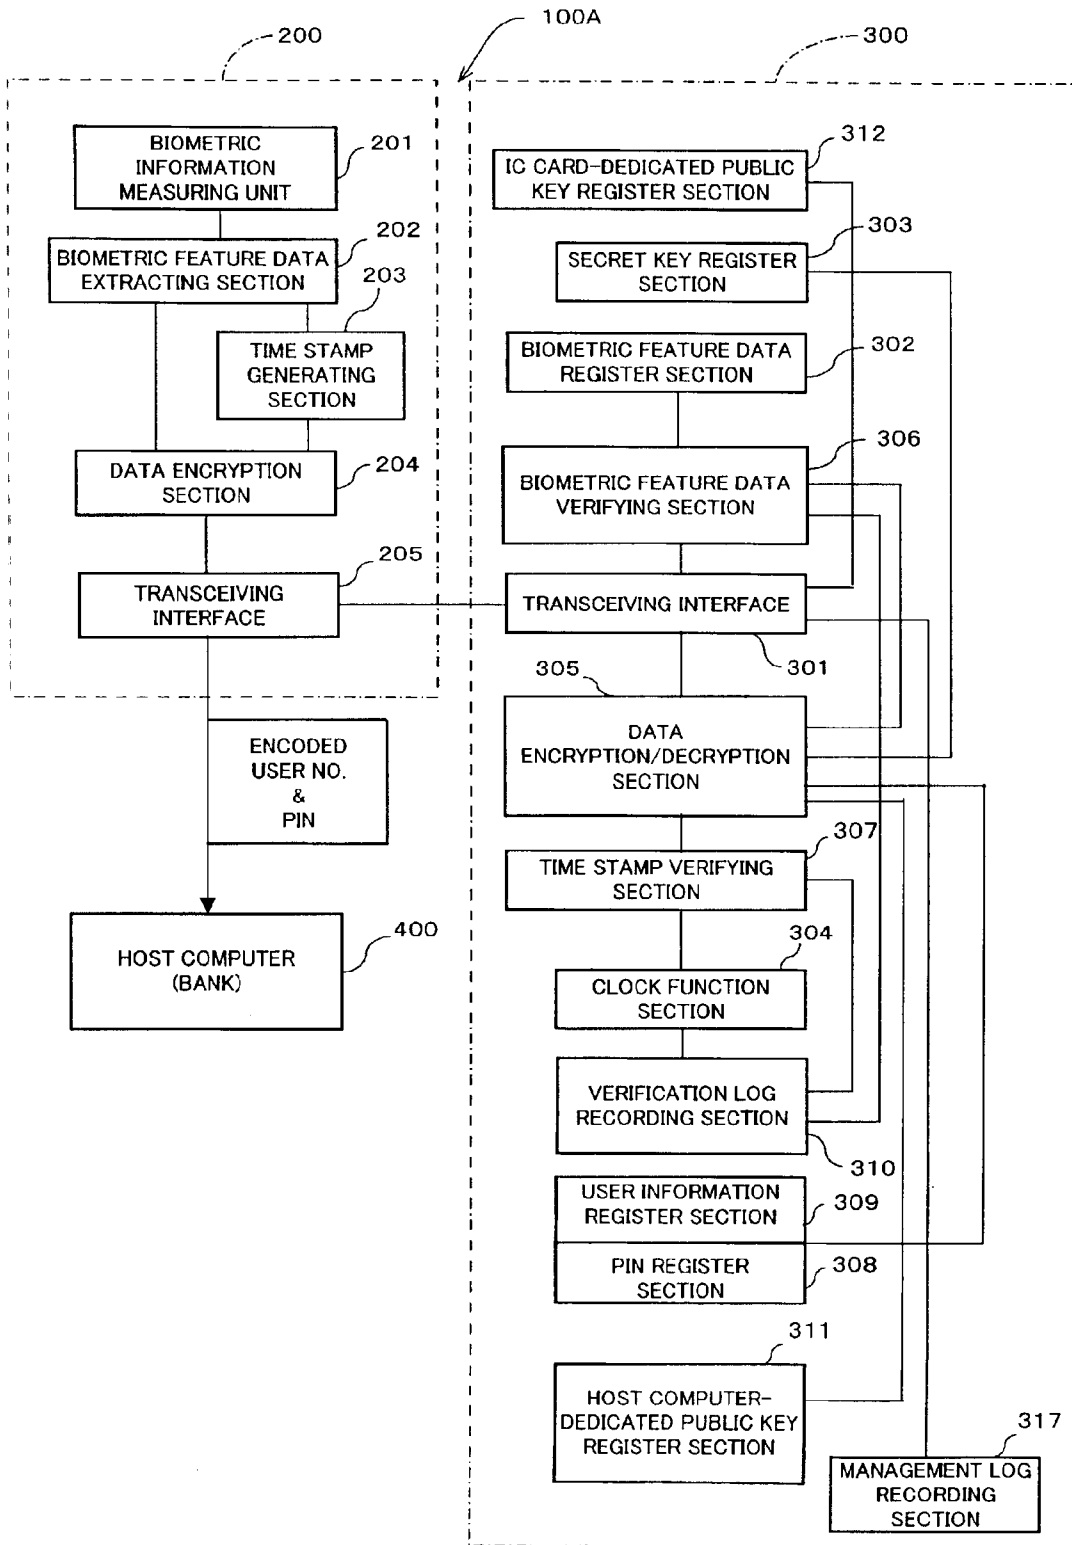 100A
200
300
BIOMETRIC
INFORMATION
MEASURING UNIT
201
BIOMETRIC FEATURE DATA
EXTRACTING SECTION
202
203
TIME STAMP
GENERATING
SECTION
DATA ENCRYPTION
SECTION
204
205
TRANSCEIVING
INTERFACE
ENCODED
USER NO.
&
PIN
HOST COMPUTER
(BANK)
400
312
IC CARD-DEDICATED PUBLIC
KEY REGISTER SECTION
303
SECRET KEY REGISTER
SECTION
BIOMETRIC FEATURE DATA
REGISTER SECTION
302
306
BIOMETRIC FEATURE DATA
VERIFYING SECTION
TRANSCEIVING INTERFACE
301
305
DATA
ENCRYPTION/DECRYPTION
SECTION
307
TIME STAMP VERIFYING
SECTION
304
CLOCK FUNCTION
SECTION
VERIFICATION LOG
RECORDING SECTION
310
USER INFORMATION
REGISTER SECTION
309
PIN REGISTER
SECTION
308
311
HOST COMPUTER-
DEDICATED PUBLIC KEY
REGISTER SECTION
317
MANAGEMENT LOG
RECORDING
SECTION